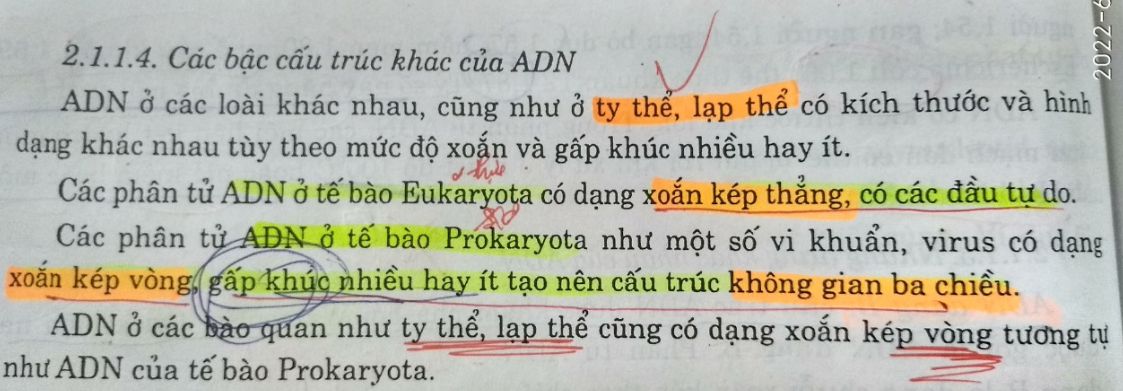 2.1.1.4. Các bậc cấu trúc khác của ADN
ADN ở các loài khác nhau, cũng như ở ty thể, lạp thể có kích thước và hình
dạng khác nhau tùy theo mức độ xoắn và gấp khúc nhiều hay ít.
Các phân tử ADN ở tế bào Eukaryota có dạng xoắn kép thẳng, có các đầu tự do.
Các phân tử ADN ở tế bào Prokaryota như một số vi khuẩn, virus có dạng
xoắn kép vòng, gấp khúc nhiều hay ít tạo nên cấu trúc không gian ba chiều.
ADN ở các bào quan như ty thể, lạp thể cũng có dạng xoắn kép vòng tương tự
như ADN của tế bào Prokaryota.